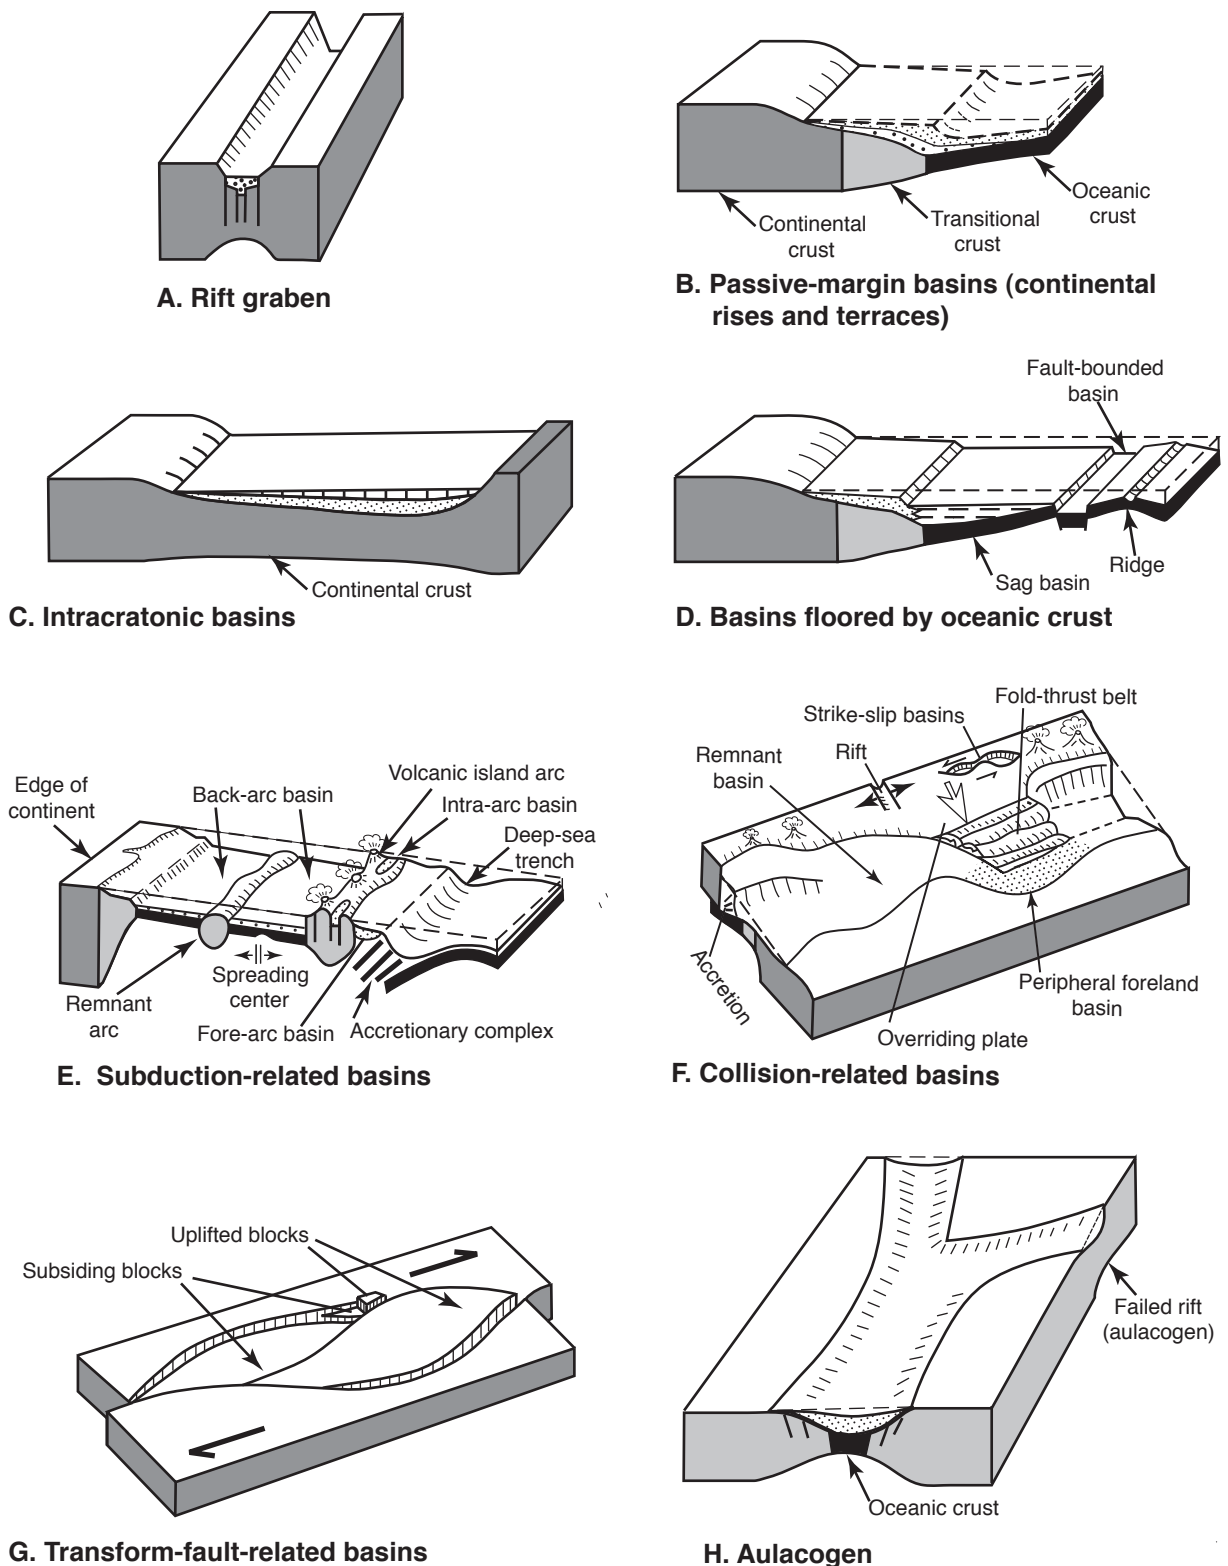 A. Rift graben
Continental
crust
Transitional
crust
Oceanic
crust
B. Passive-margin basins (continental
rises and terraces)
Continental crust
C. Intracratonic basins
Fault-bounded
basin
Ridge
Sag basin
D. Basins floored by oceanic crust
Edge of
continent
Back-arc basin
Volcanic island arc
Intra-arc basin
Deep-sea
trench
Remnant
arc
Spreading
center
Fore-arc basin
Accretionary complex
E. Subduction-related basins
Fold-thrust belt
Strike-slip basins
Rift
Remnant
basin
Accretion
Peripheral foreland
basin
Overriding plate
F. Collision-related basins
Uplifted blocks
Subsiding blocks
G. Transform-fault-related basins
Failed rift
(aulacogen)
Oceanic crust
H. Aulacogen